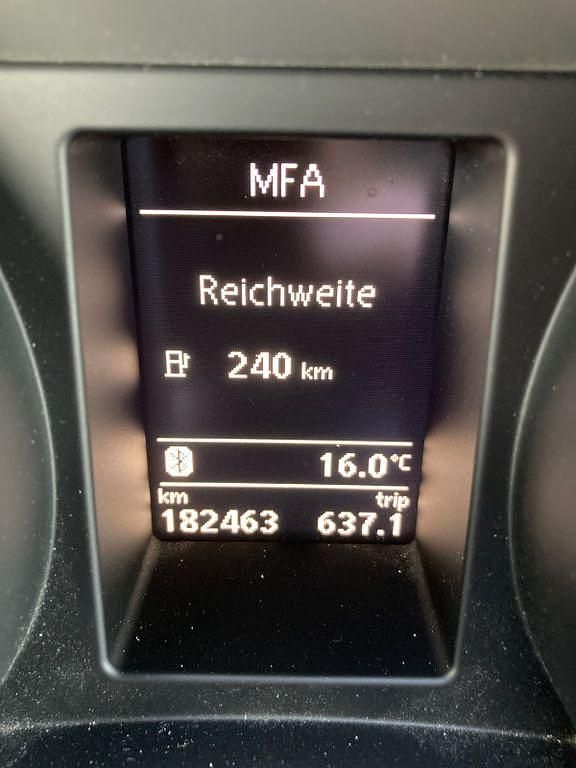 MFA
Reichweite
240 km
16.0°C
km trip
182463 637.1